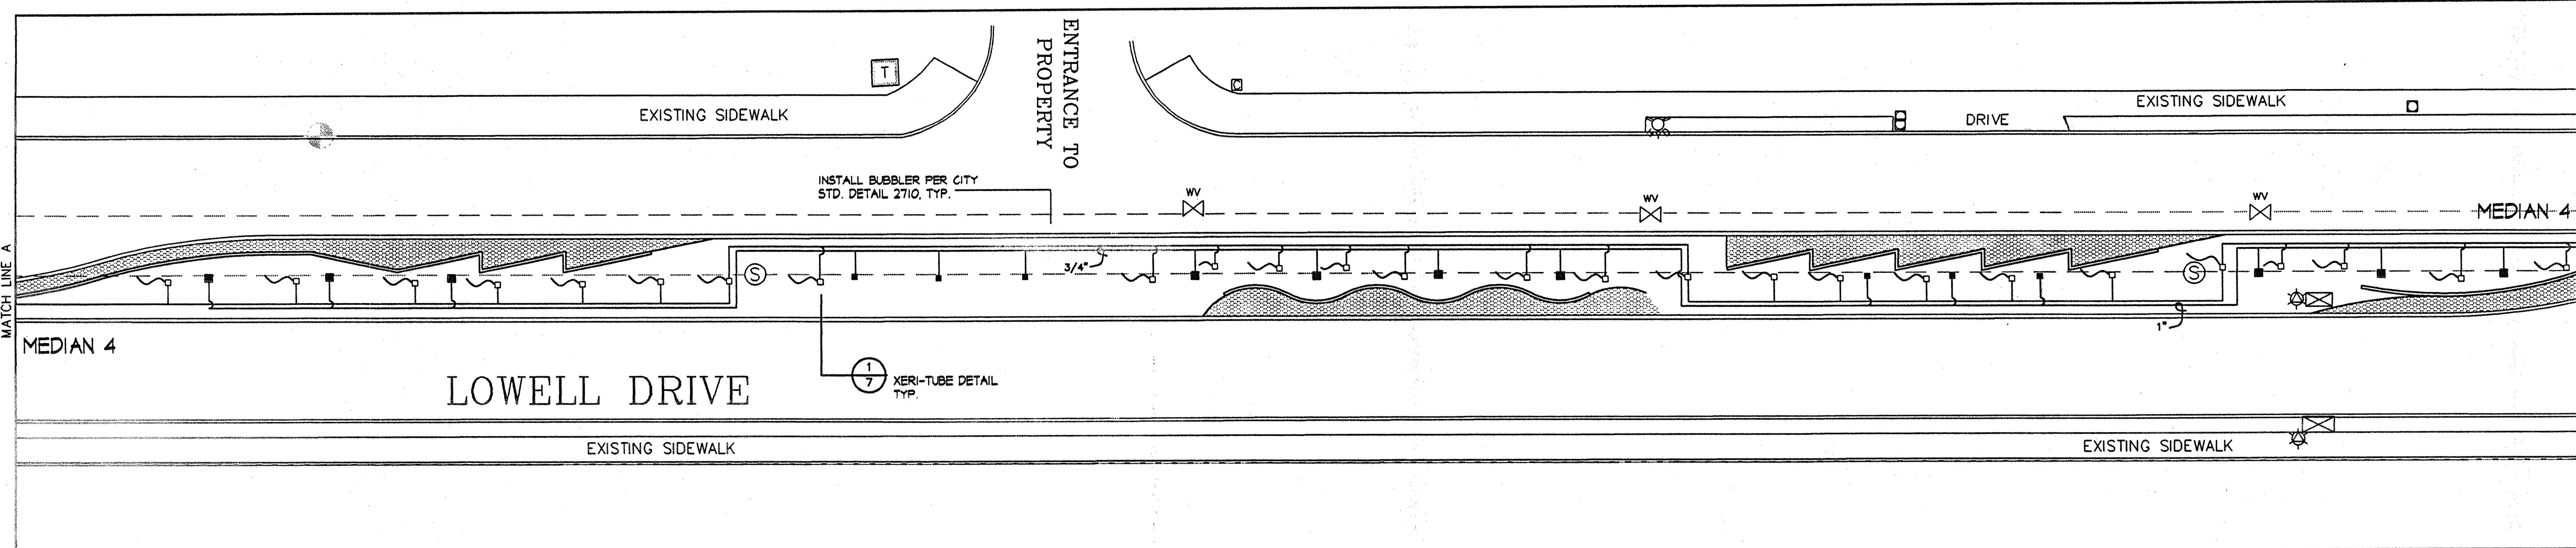 ENTRANCE TO
PROPERTY
T
EXISTING SIDEWALK
EXISTING SIDEWALK
DRIVE
INSTALL BUBBLER PER CITY
STD. DETAIL 2710, TYP.
WV
WV
WV
MEDIAN 4
MATCH LINE A
S
3/4"
S
1"
MEDIAN 4
1
7
XERI-TUBE DETAIL
TYP.
LOWELL DRIVE
EXISTING SIDEWALK
EXISTING SIDEWALK